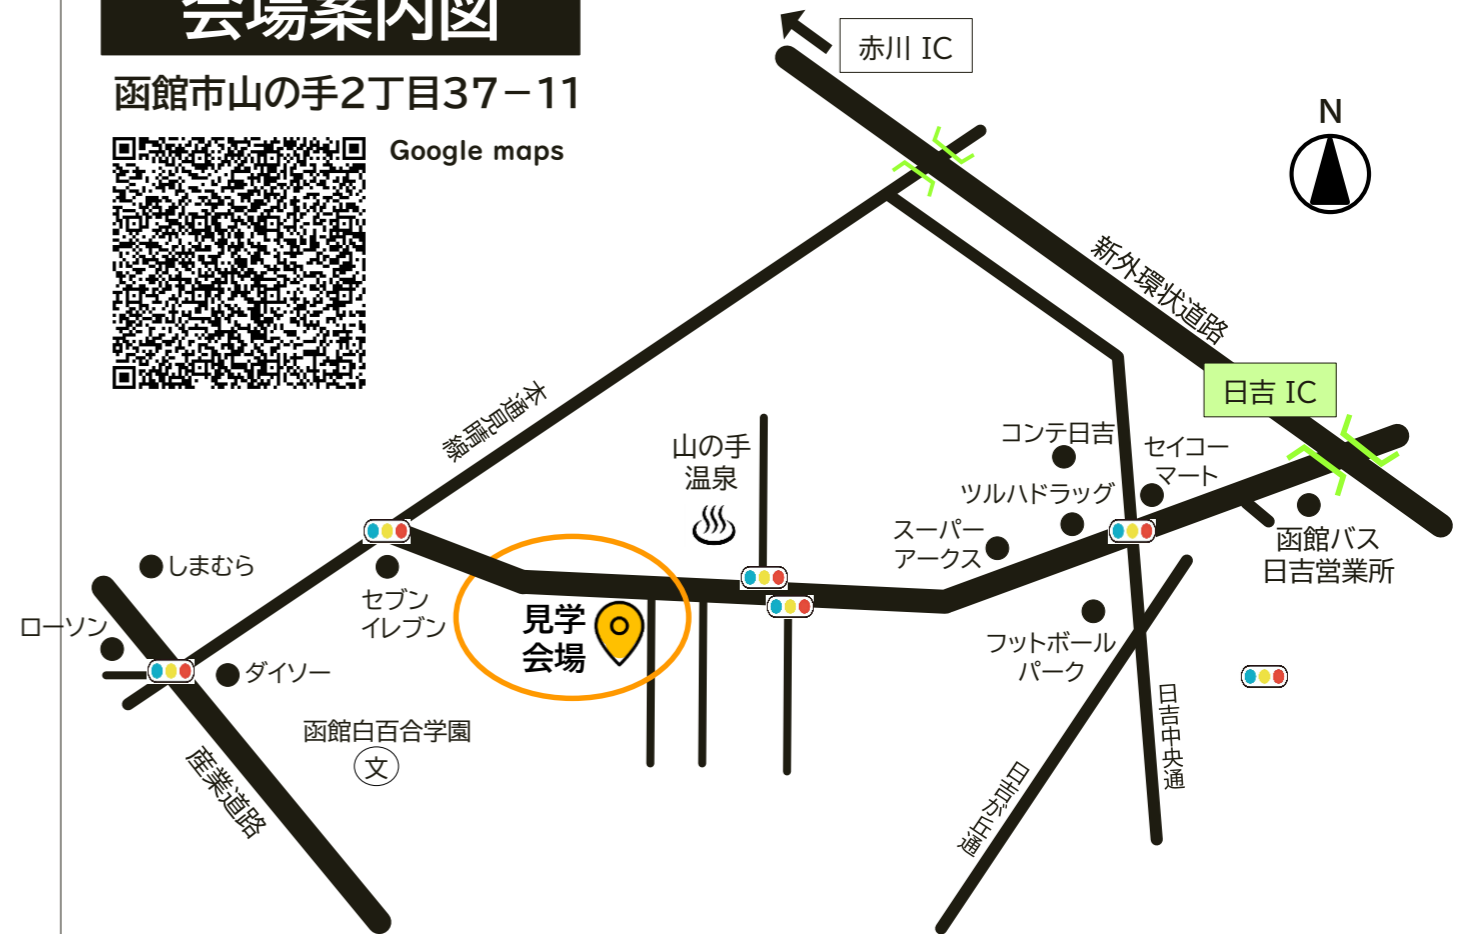 会場案内図
函館市山の手2丁目37－11
Google maps
赤川 IC
N
新外環状道路
日吉 IC
本通見晴線
山の手
温泉
コンテ日吉
セイコー
マート
ツルハドラッグ
スーパー
アークス
函館バス
日吉営業所
しまむら
ローソン
セブン
イレブン
見学
会場
フットボール
パーク
ダイソー
函館白百合学園
文
産業道路
日吉中央通
日吉が丘通